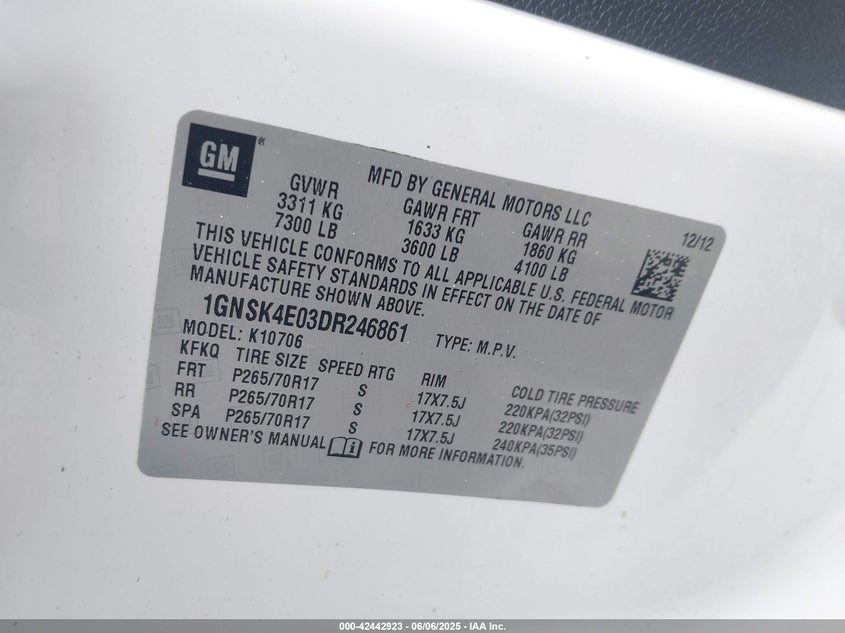 GM
MFD BY GENERAL MOTORS LLC
GVWR GAWR FRT GAWR RR 12/12
3311 KG 1633 KG 1860 KG
7300 LB 3600 LB 4100 LB
THIS VEHICLE CONFORMS TO ALL APPLICABLE U.S. FEDERAL MOTOR
VEHICLE SAFETY STANDARDS IN EFFECT ON THE DATE OF
MANUFACTURE SHOWN ABOVE.
1GNSK4E03DR246861 TYPE: M.P.V.
MODEL: K10706
KFKQ TIRE SIZE SPEED RTG RIM COLD TIRE PRESSURE
FRT P265/70R17 S 17X7.5J 220KPA(32PSI)
RR P265/70R17 S 17X7.5J 220KPA(32PSI)
SPA P265/70R17 S 17X7.5J 240KPA(35PSI)
SEE OWNER'S MANUAL FOR MORE INFORMATION.
000-42442923 - 06/06/2025 - IAA Inc.